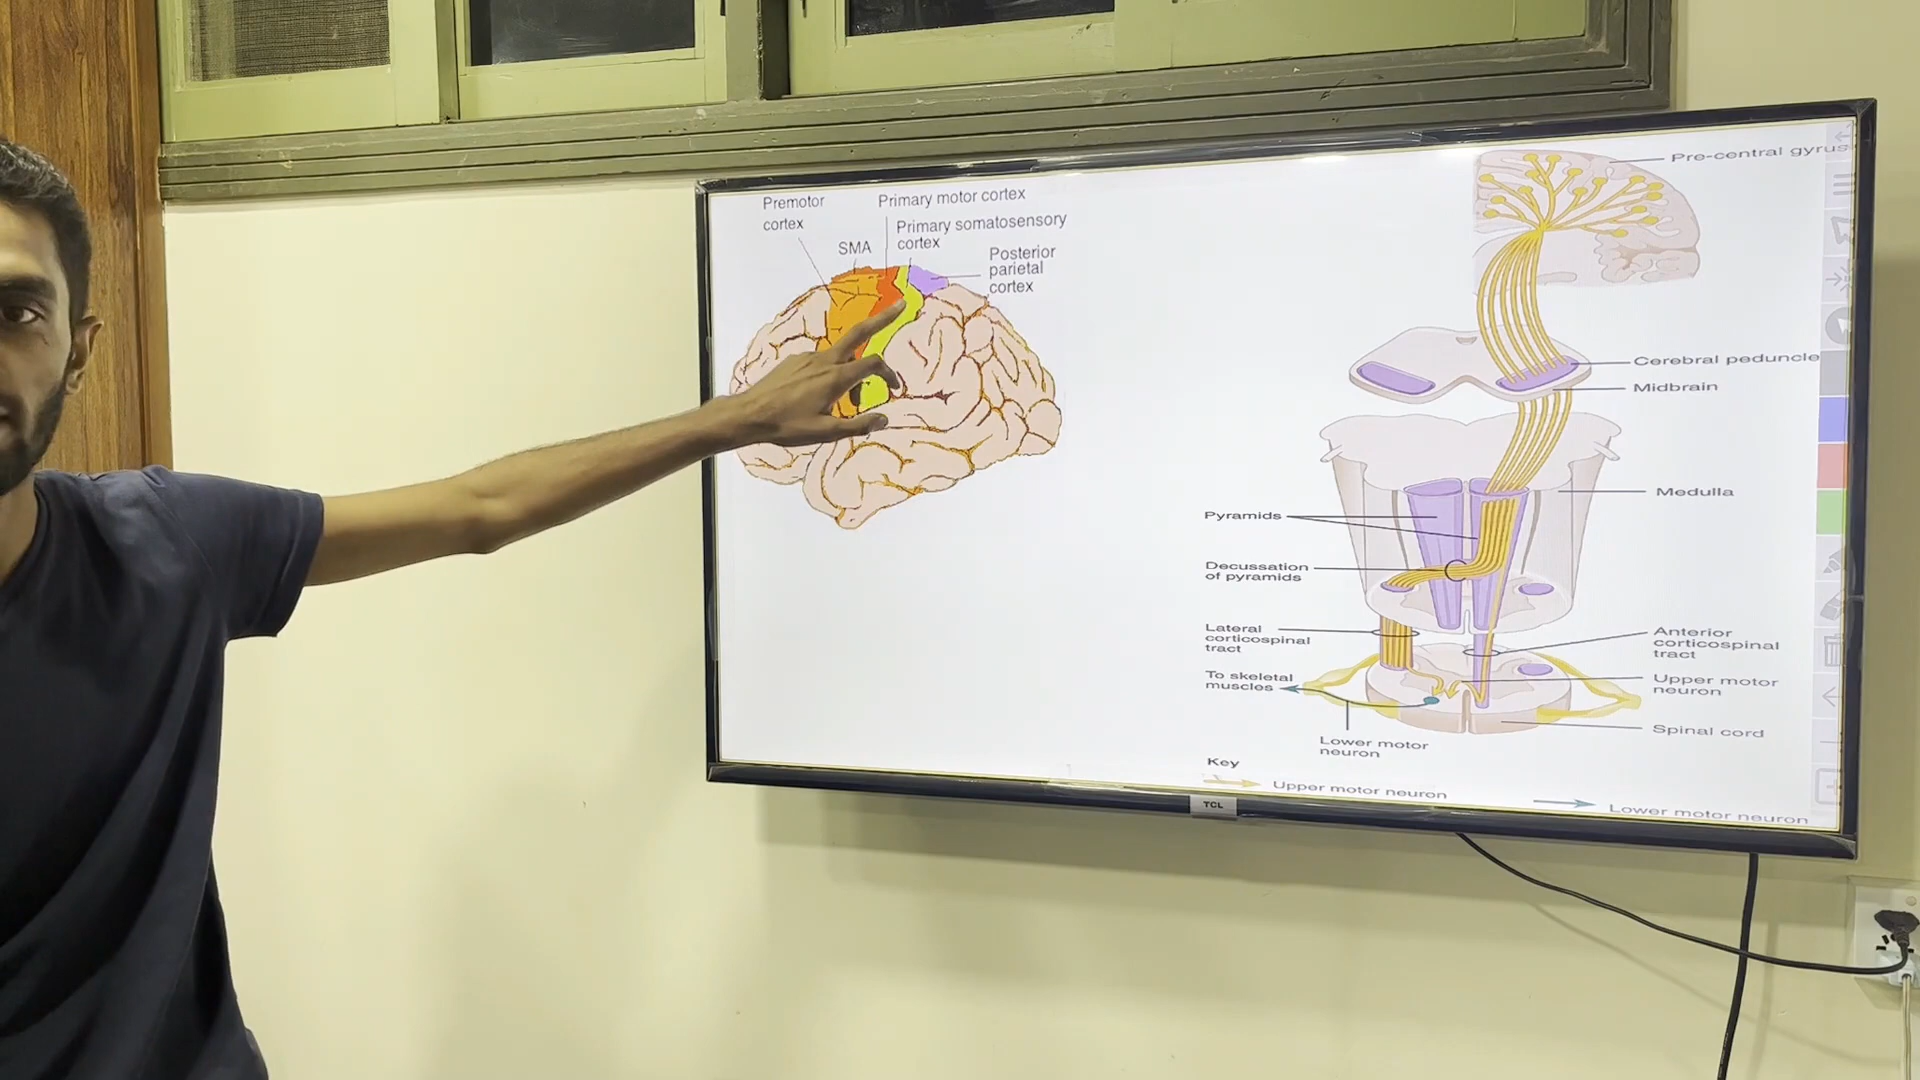 Premotor
cortex
Primary motor cortex
SMA
Primary somatosensory
cortex
Posterior
parietal
cortex
Pre-central gyrus
Cerebral peduncle
Midbrain
Medulla
Pyramids
Decussation
of pyramids
Lateral
corticospinal
tract
To skeletal
muscles
Lower motor
neuron
Anterior
corticospinal
tract
Upper motor
neuron
Spinal cord
Key
Upper motor neuron
Lower motor neuron
TCL